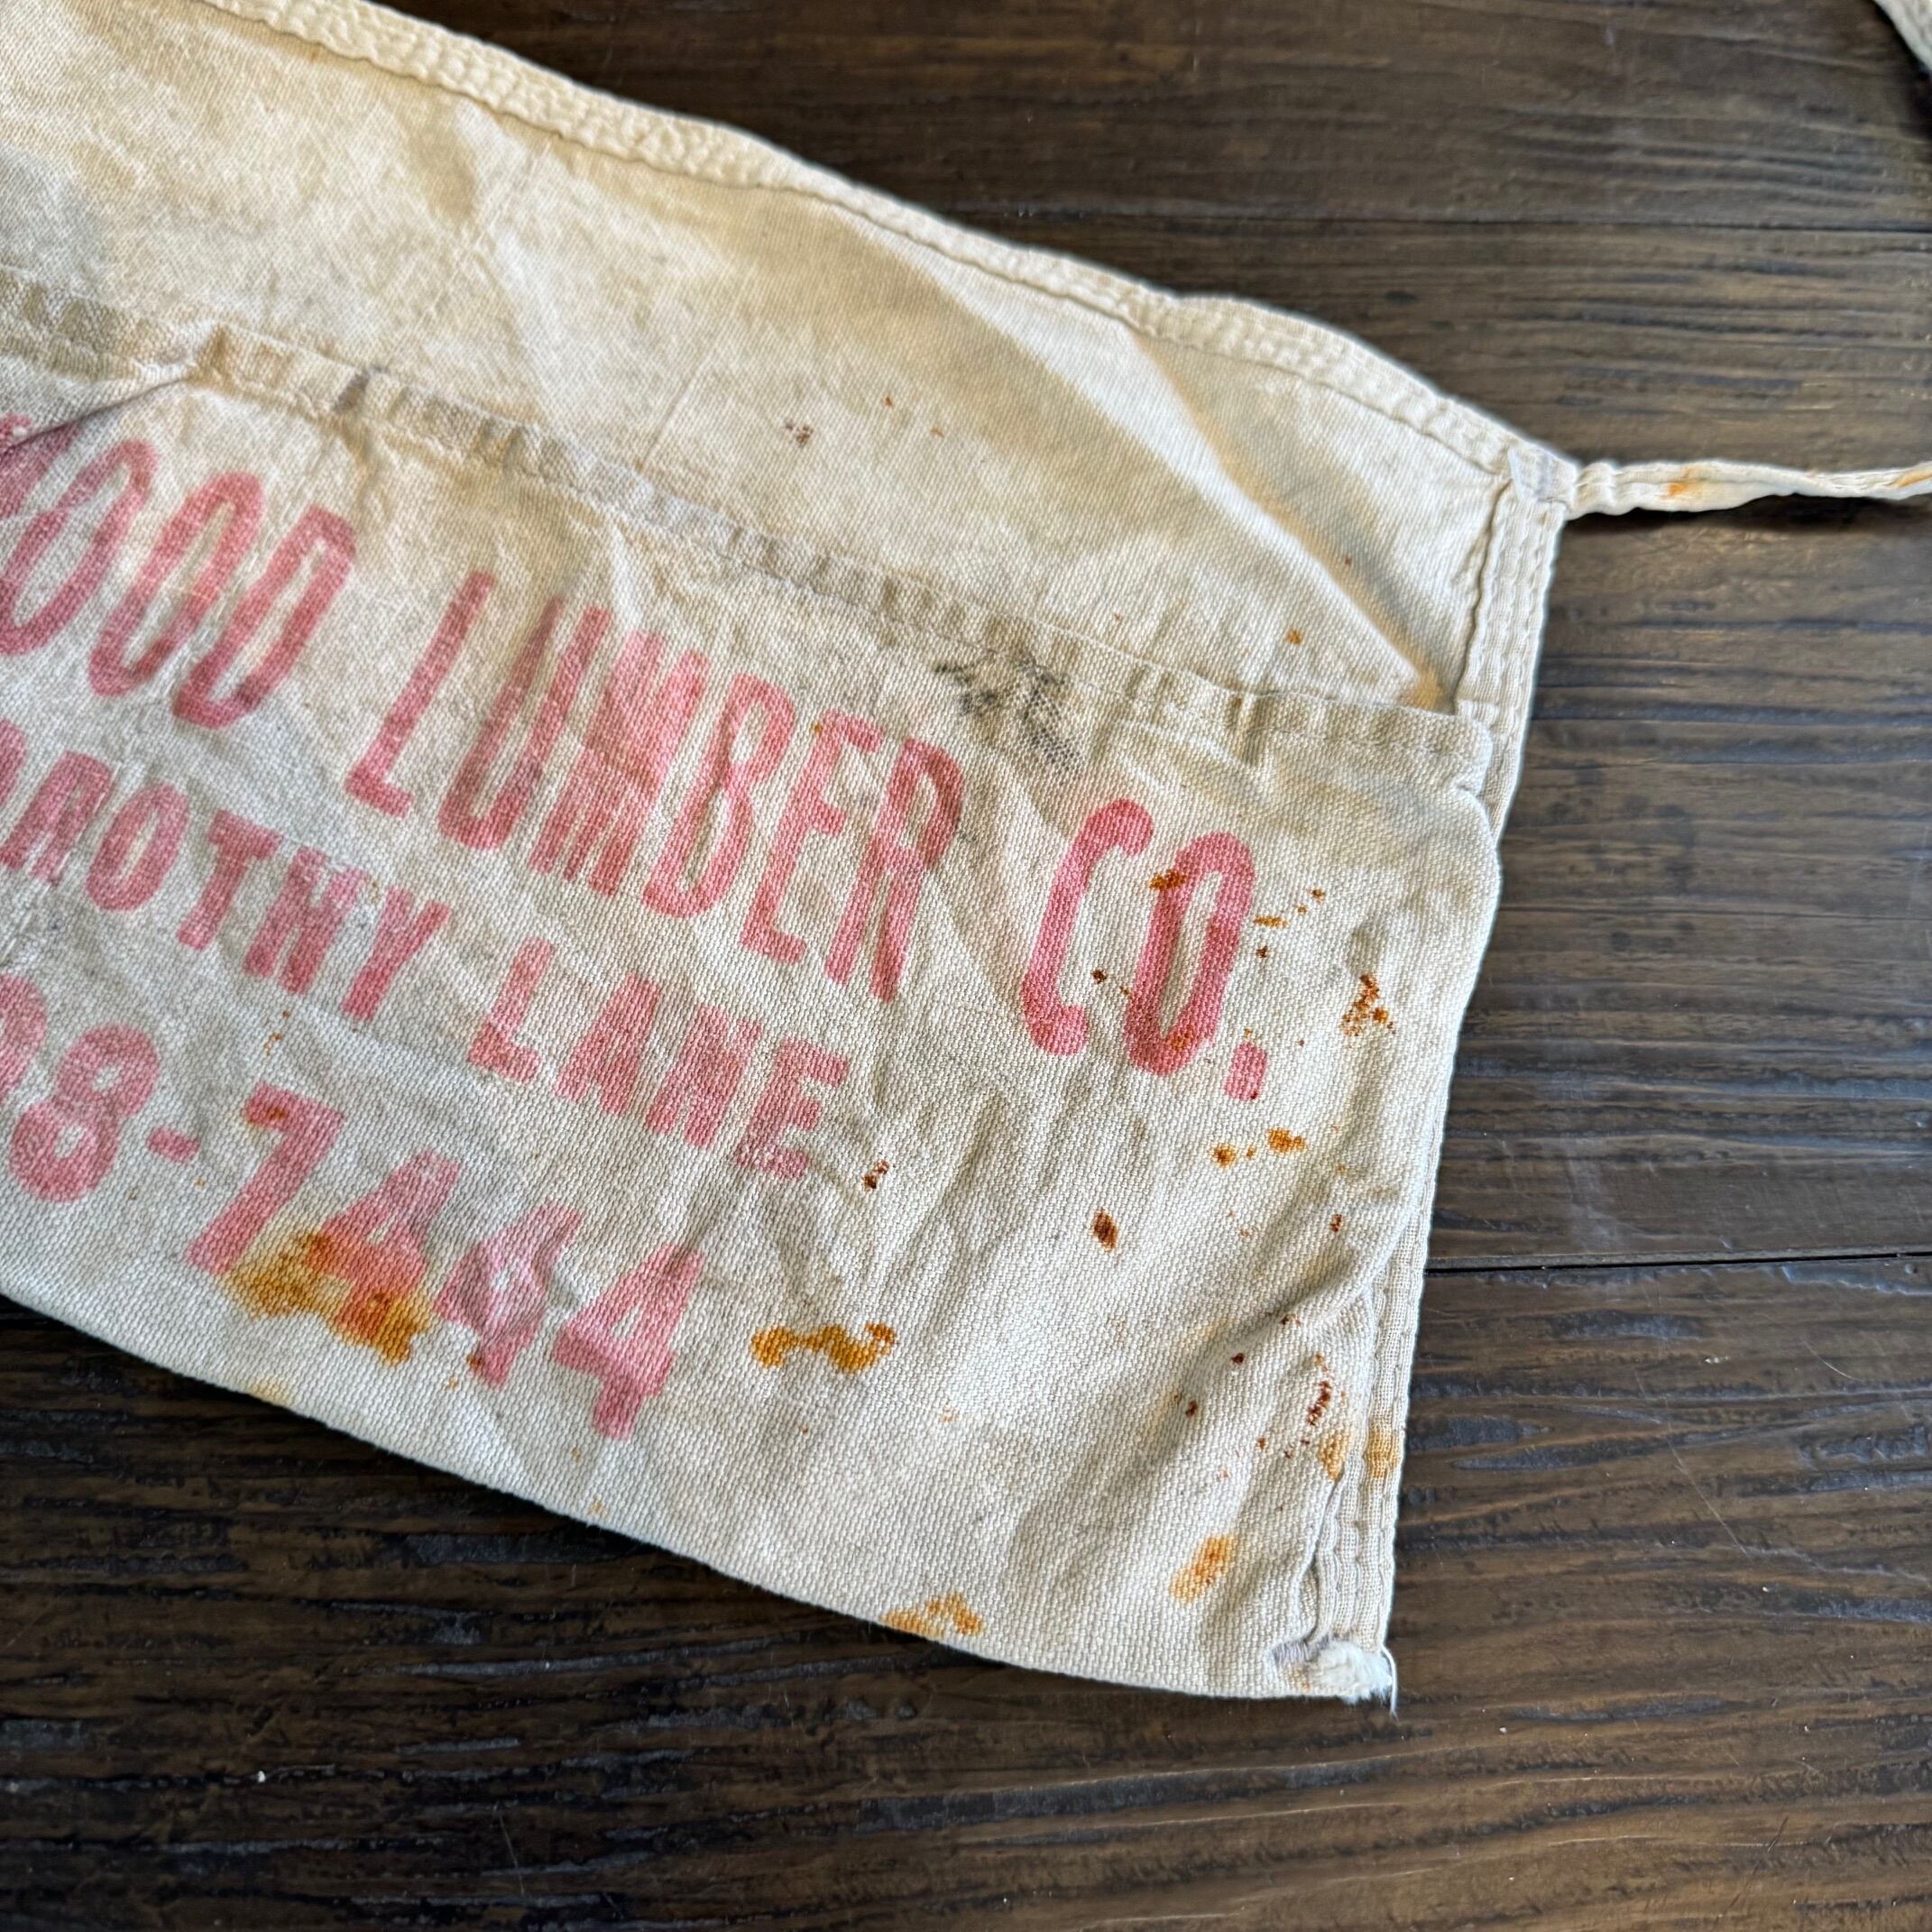 OOD LUMBER CO.
ROTHY LANE
8-7444